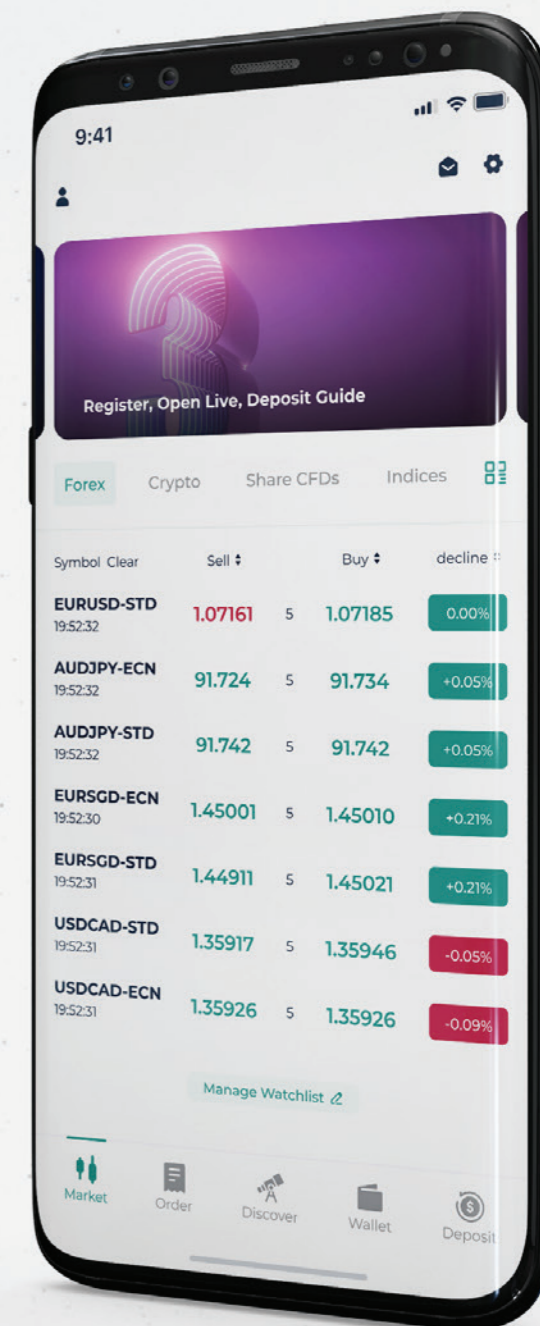 9:41
Register, Open Live, Deposit Guide
Forex Crypto Share CFDs Indices
Symbol Clear Sell Buy decline
EURUSD-STD 1.07161 5 1.07185 0.00%
19:52:32
AUDJPY-ECN 91.724 5 91.734 +0.05%
19:52:32
AUDJPY-STD 91.742 5 91.742 +0.05%
19:52:32
EURSGD-ECN 1.45001 5 1.45010 +0.21%
19:52:30
EURSGD-STD 1.44911 5 1.45021 +0.21%
19:52:31
USDCAD-STD 1.35917 5 1.35946 -0.05%
19:52:31
USDCAD-ECN 1.35926 5 1.35926 -0.09%
19:52:31
Manage Watchlist
Market Order Discover Wallet Deposit